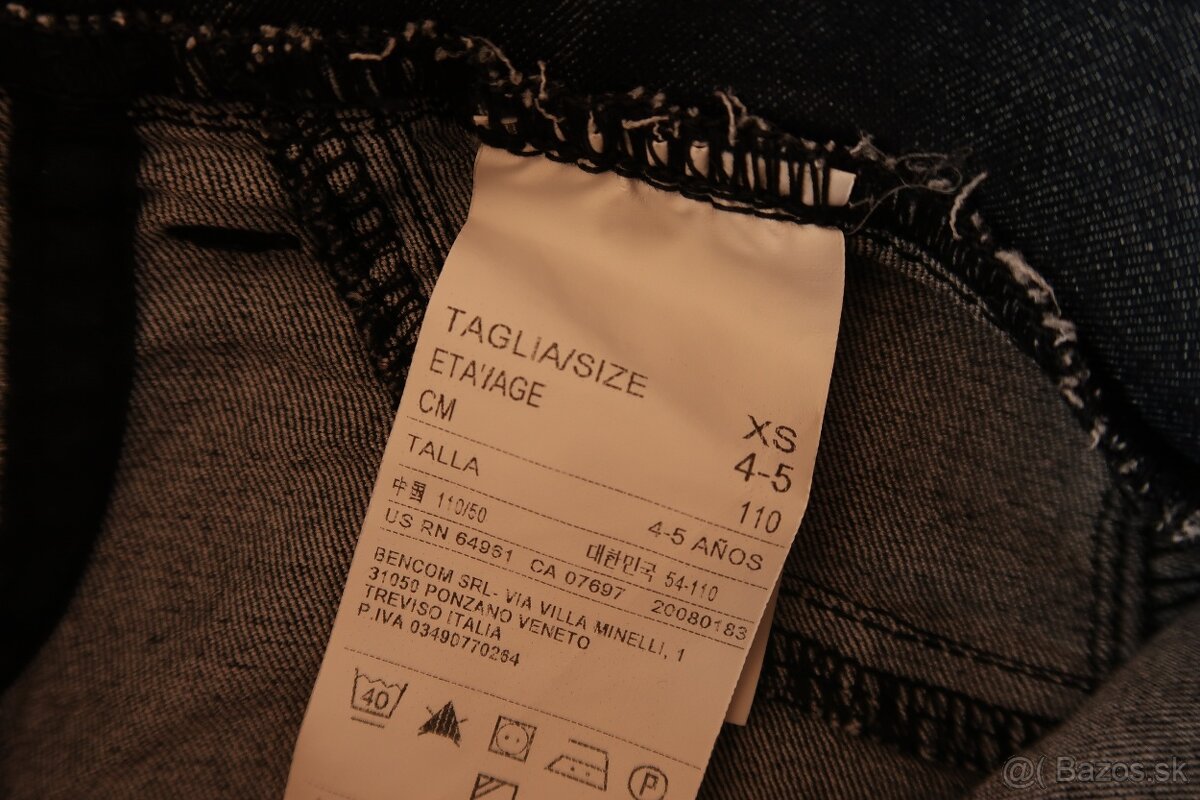 TAGLIA/SIZE XS
ETA'/AGE 4-5
CM 110
TALLA 4-5 AÑOS
中国 110/50 대한민국 54-110
US RN 64961 CA 07697 20080183
BENCOM SRL- VIA VILLA MINELLI, 1
31050 PONZANO VENETO
TREVISO ITALIA
P.IVA 03490770264
40
P
@( Bazos.sk